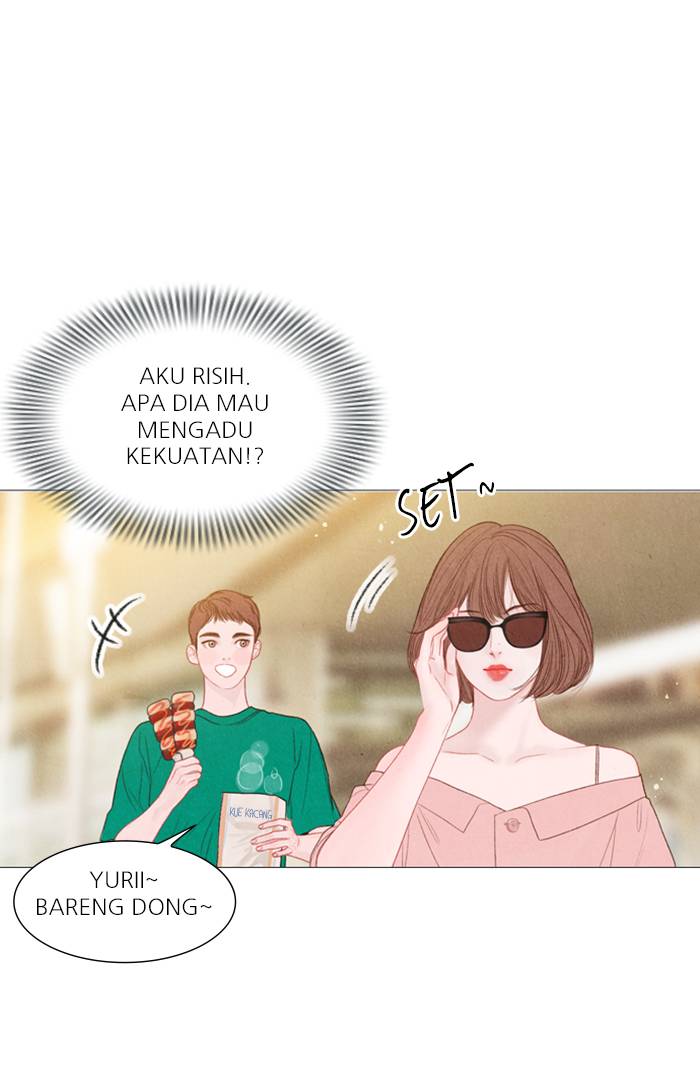 AKU RISIH.
APA DIA MAU
MENGADU
KEKUATAN!?
SET~
KUE KACANG
YURII~
BARENG DONG~